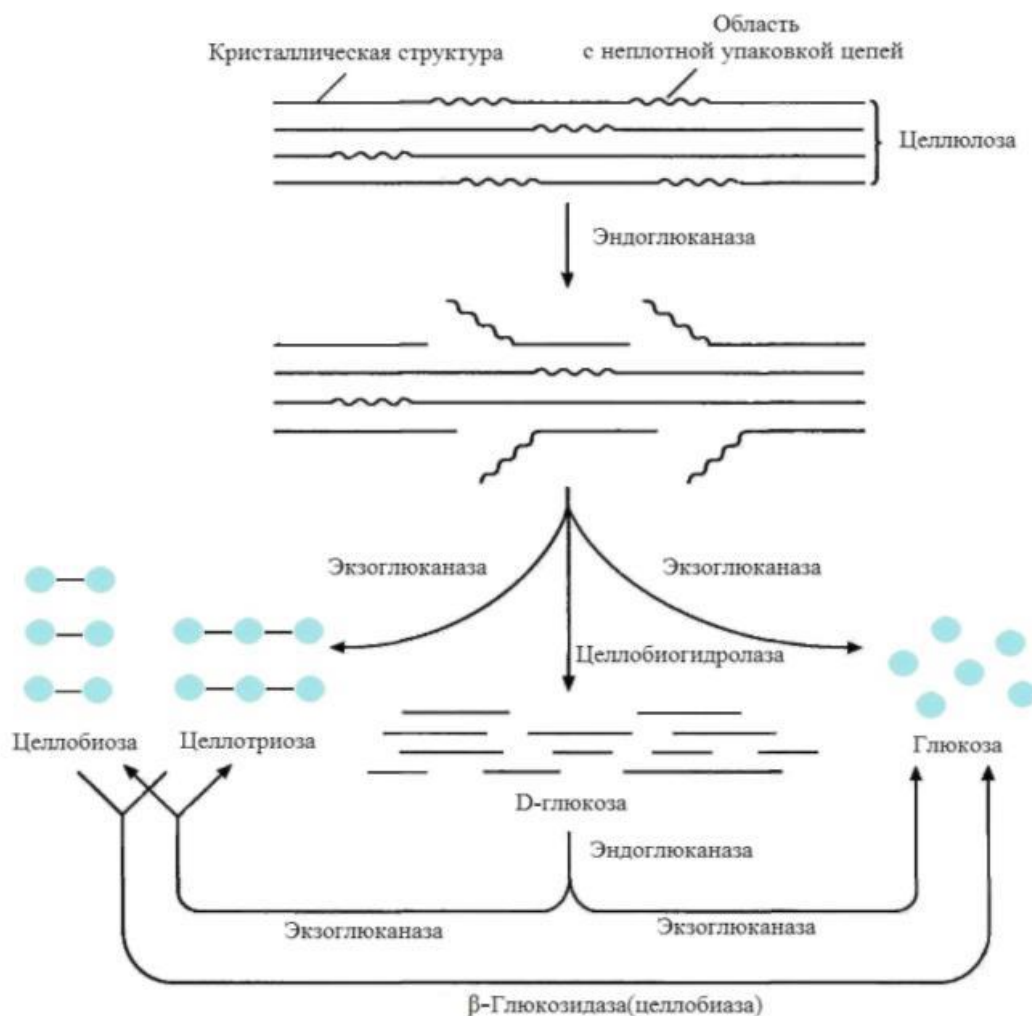 Кристаллическая структура
Область
с неплотной упаковкой цепей
Целлюлоза
Эндоглюканаза
Экзоглюканаза
Экзоглюканаза
Целлобиогидролаза
Целлобиоза
Целлотриоза
D-глюкоза
Глюкоза
Эндоглюканаза
Экзоглюканаза
Экзоглюканаза
β-Глюкозидаза(целлобиаза)